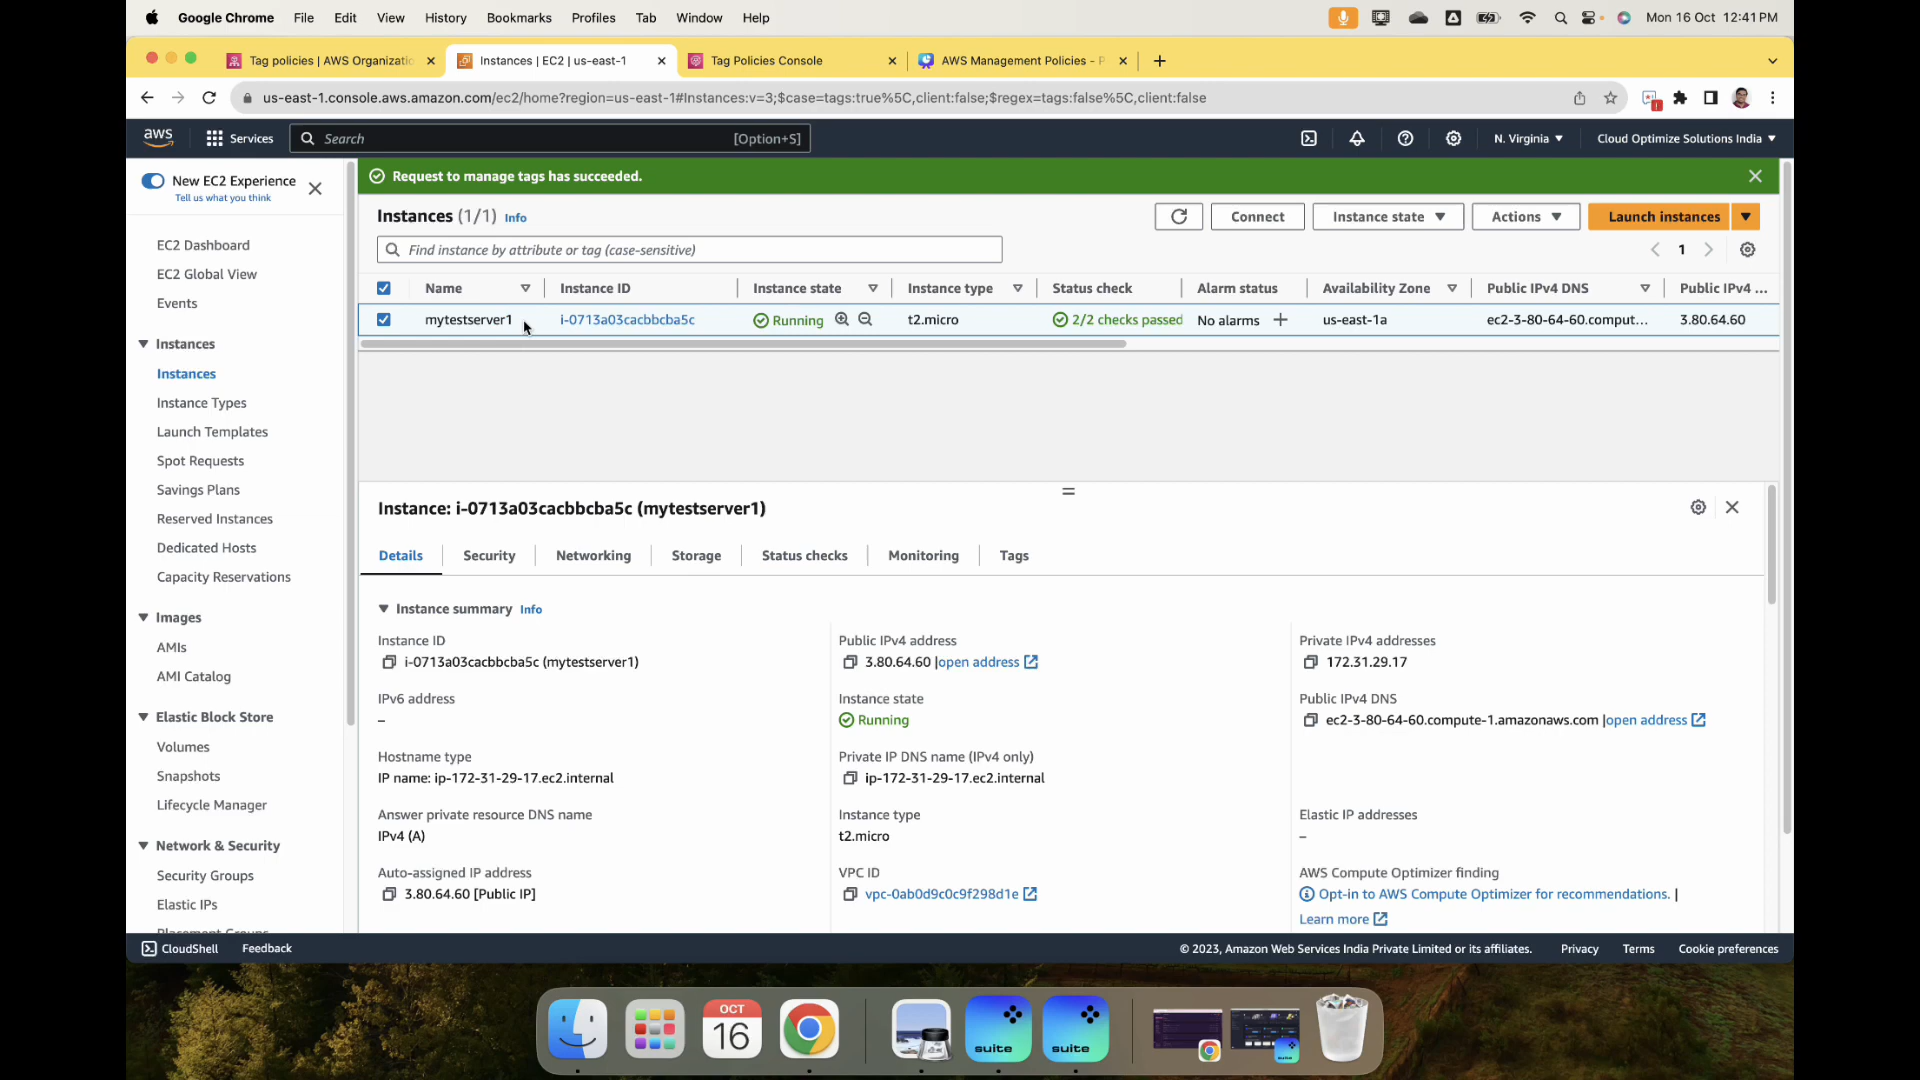 Google Chrome File Edit View History Bookmarks Profiles Tab Window Help Mon 16 Oct 12:41 PM
Tag policies | AWS Organizatio Instances | EC2 | us-east-1 Tag Policies Console AWS Management Policies - P
us-east-1.console.aws.amazon.com/ec2/home?region=us-east-1#Instances:v=3;$case=tags:true%5C,client:false;$regex=tags:false%5C,client:false
aws Services Search [Option+S] N. Virginia Cloud Optimize Solutions India
New EC2 Experience
Tell us what you think
EC2 Dashboard
EC2 Global View
Events
Instances
Instances
Instance Types
Launch Templates
Spot Requests
Savings Plans
Reserved Instances
Dedicated Hosts
Capacity Reservations
Images
AMIs
AMI Catalog
Elastic Block Store
Volumes
Snapshots
Lifecycle Manager
Network & Security
Security Groups
Elastic IPs
Placement Groups
Request to manage tags has succeeded.
Instances (1/1) Info Connect Instance state Actions Launch instances
Find instance by attribute or tag (case-sensitive) 1
Name Instance ID Instance state Instance type Status check Alarm status Availability Zone Public IPv4 DNS Public IPv4 ...
mytestserver1 i-0713a03cacbbcba5c Running t2.micro 2/2 checks passed No alarms us-east-1a ec2-3-80-64-60.comput... 3.80.64.60
Instance: i-0713a03cacbbcba5c (mytestserver1)
Details Security Networking Storage Status checks Monitoring Tags
Instance summary Info
Instance ID
i-0713a03cacbbcba5c (mytestserver1)
Public IPv4 address
3.80.64.60 |open address
Private IPv4 addresses
172.31.29.17
IPv6 address
–
Instance state
Running
Public IPv4 DNS
ec2-3-80-64-60.compute-1.amazonaws.com |open address
Hostname type
IP name: ip-172-31-29-17.ec2.internal
Private IP DNS name (IPv4 only)
ip-172-31-29-17.ec2.internal
Answer private resource DNS name
IPv4 (A)
Instance type
t2.micro
Elastic IP addresses
–
Auto-assigned IP address
3.80.64.60 [Public IP]
VPC ID
vpc-0ab0d9c0c9f298d1e
AWS Compute Optimizer finding
Opt-in to AWS Compute Optimizer for recommendations. |
Learn more
CloudShell Feedback © 2023, Amazon Web Services India Private Limited or its affiliates. Privacy Terms Cookie preferences
OCT
16
suite
suite